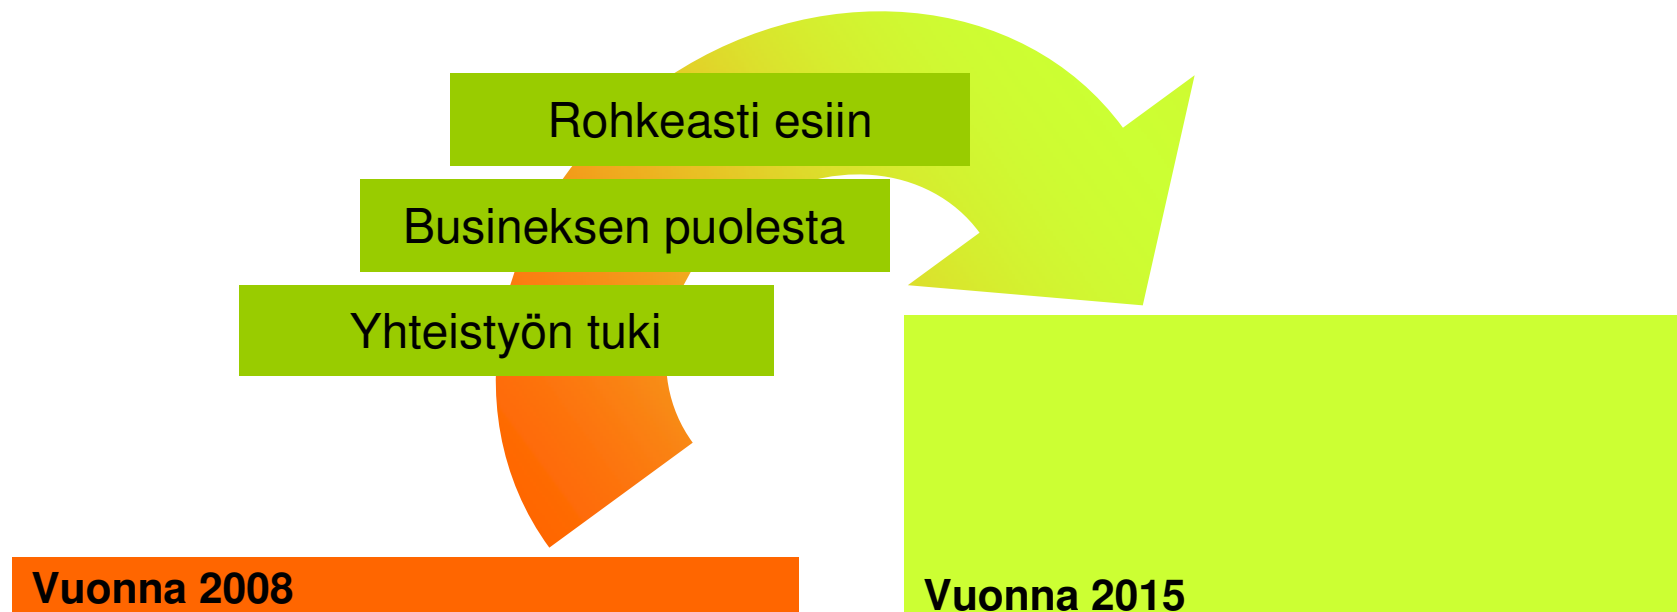 Rohkeasti esiin
Busineksen puolesta
Yhteistyön tuki
Vuonna 2008
Vuonna 2015